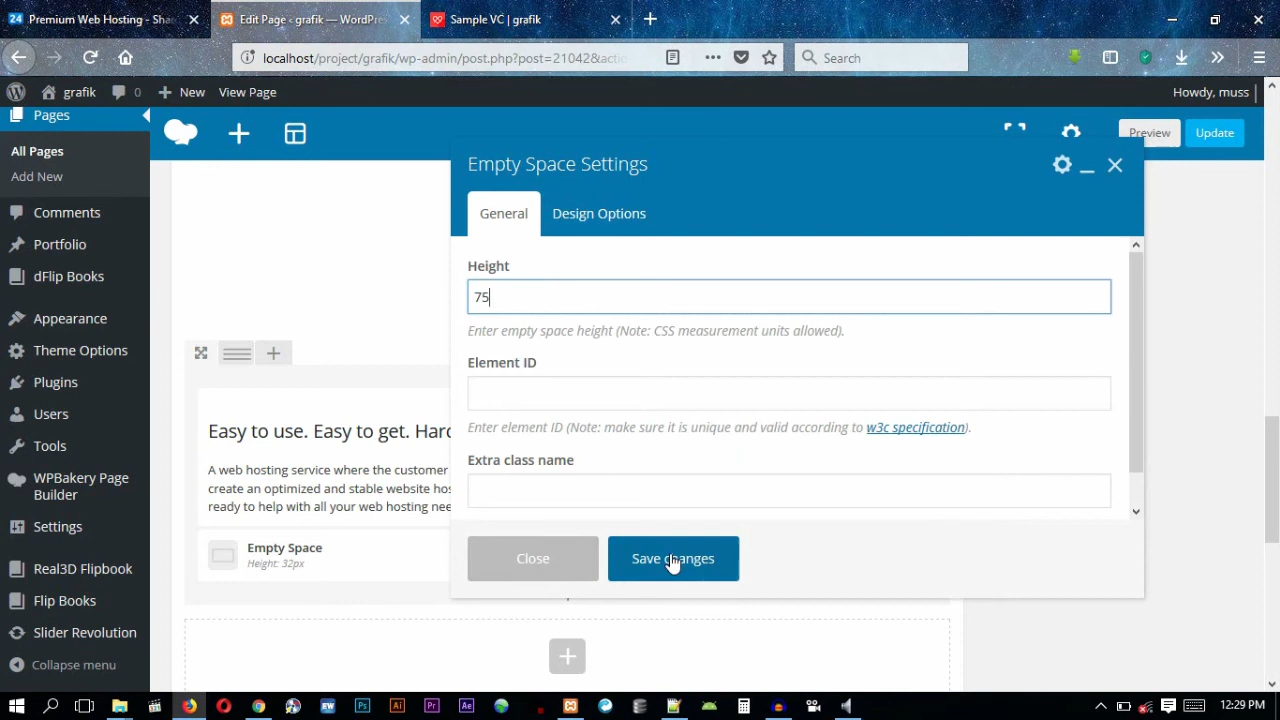 Premium Web Hosting - Sha
Edit Page ‹ grafik — WordPre
Sample VC | grafik
localhost/project/grafik/wp-admin/post.php?post=21042&actio
Search
grafik
0
New
View Page
Howdy, muss
Pages
All Pages
Add New
Comments
Portfolio
dFlip Books
Appearance
Theme Options
Plugins
Users
Tools
WPBakery Page
Builder
Settings
Real3D Flipbook
Flip Books
Slider Revolution
Collapse menu
Preview
Update
Empty Space Settings
General
Design Options
Height
75
Enter empty space height (Note: CSS measurement units allowed).
Element ID
Enter element ID (Note: make sure it is unique and valid according to w3c specification).
Extra class name
Close
Save changes
Easy to use. Easy to get. Hard
A web hosting service where the customer
create an optimized and stable website hos
ready to help with all your web hosting nee
Empty Space
Height: 32px
12:29 PM